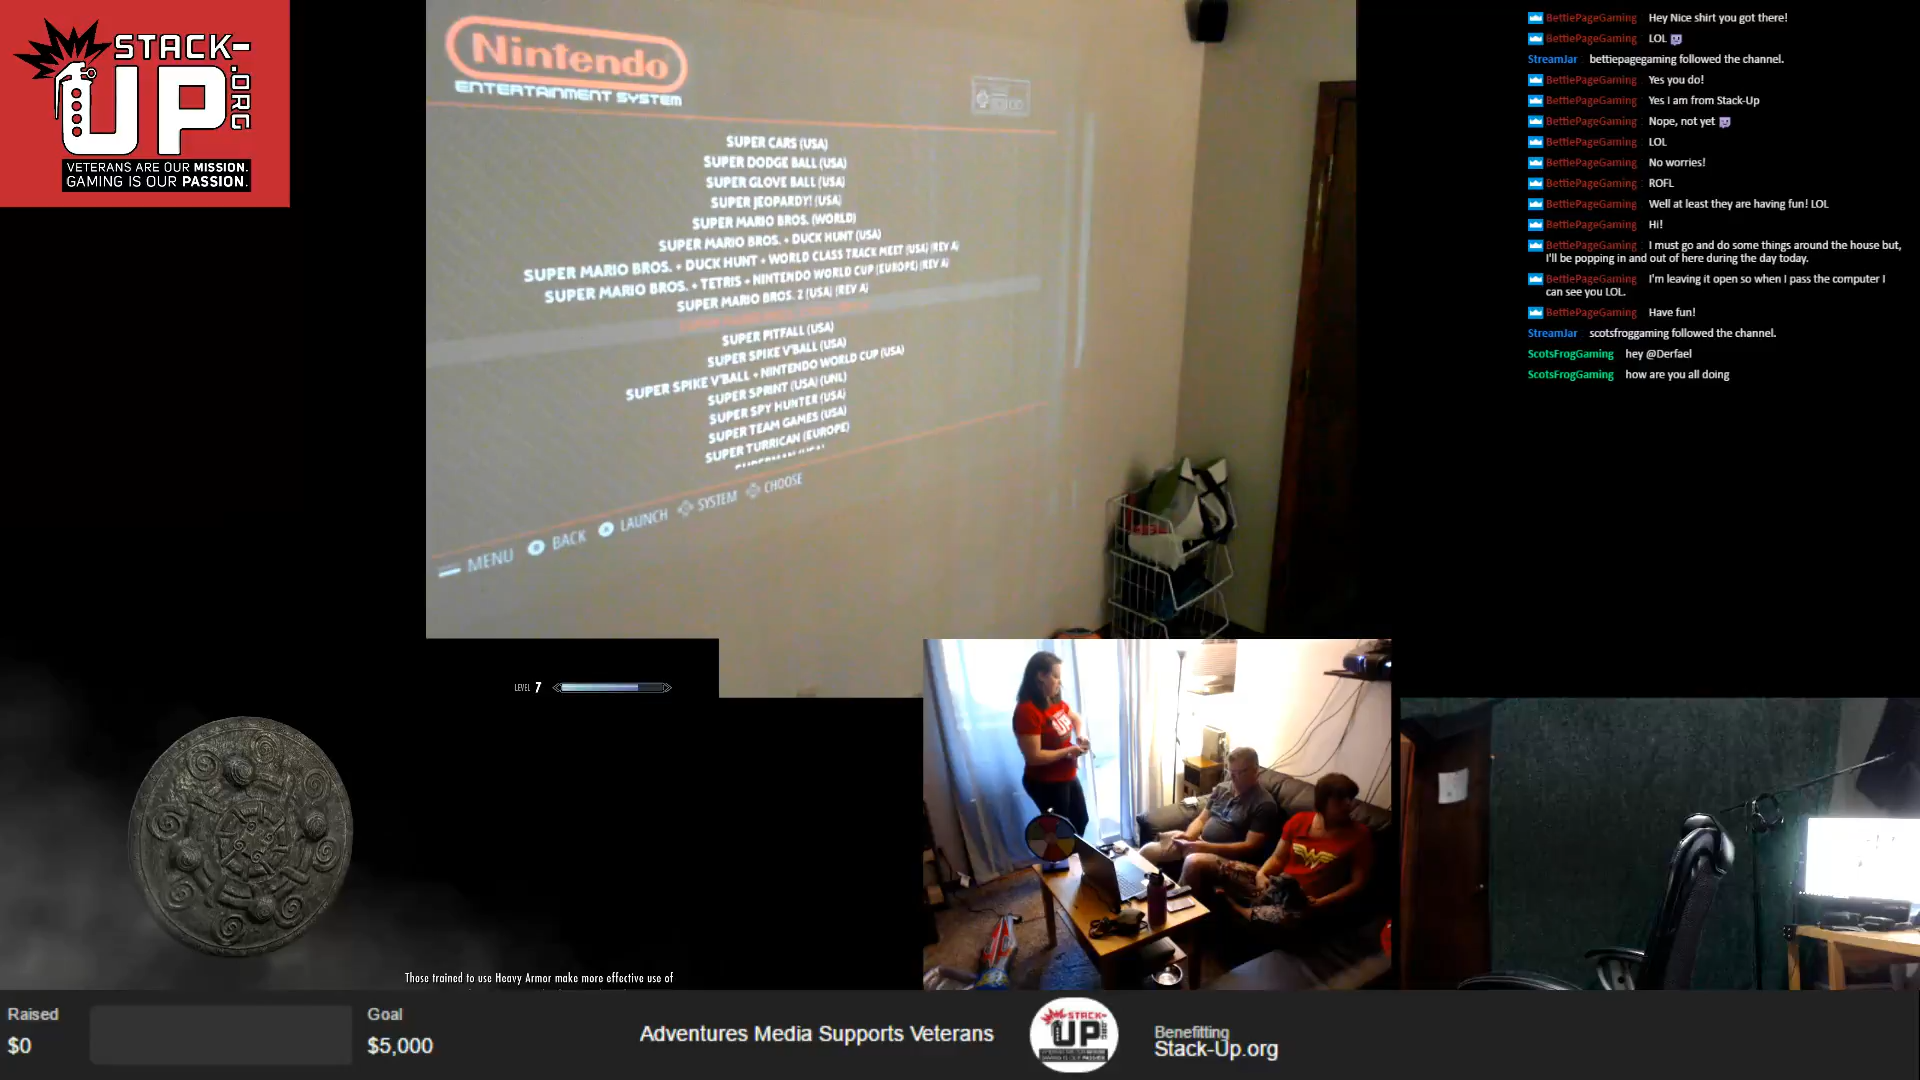 STACK-
UP
.ORG
VETERANS ARE OUR MISSION.
GAMING IS OUR PASSION.
Nintendo
ENTERTAINMENT SYSTEM
SUPER CARS (USA)
SUPER DODGE BALL (USA)
SUPER GLOVE BALL (USA)
SUPER JEOPARDY! (USA)
SUPER MARIO BROS. (WORLD)
SUPER MARIO BROS. + DUCK HUNT (USA)
SUPER MARIO BROS. + DUCK HUNT + WORLD CLASS TRACK MEET (USA) (REV A)
SUPER MARIO BROS. + TETRIS + NINTENDO WORLD CUP (EUROPE) (REV A)
SUPER MARIO BROS. 2 (USA) (REV A)
SUPER PITFALL (USA)
SUPER SPIKE V'BALL (USA)
SUPER SPIKE V'BALL + NINTENDO WORLD CUP (USA)
SUPER SPRINT (USA) (UNL)
SUPER SPY HUNTER (USA)
SUPER TEAM GAMES (USA)
SUPER TURRICAN (EUROPE)
SUPERMAN (USA)
MENU BACK LAUNCH SYSTEM CHOOSE
BettiePageGaming Hey Nice shirt you got there!
BettiePageGaming LOL
StreamJar bettiepagegaming followed the channel.
BettiePageGaming Yes you do!
BettiePageGaming Yes I am from Stack-Up
BettiePageGaming Nope, not yet
BettiePageGaming LOL
BettiePageGaming No worries!
BettiePageGaming ROFL
BettiePageGaming Well at least they are having fun! LOL
BettiePageGaming Hi!
BettiePageGaming I must go and do some things around the house but,
I'll be popping in and out of here during the day today.
BettiePageGaming I'm leaving it open so when I pass the computer I
can see you LOL.
BettiePageGaming Have fun!
StreamJar scotsfroggaming followed the channel.
ScotsFrogGaming hey @Derfael
ScotsFrogGaming how are you all doing
LEVEL 7
UP
Those trained to use Heavy Armor make more effective use of
Raised
$0
Goal
$5,000
Adventures Media Supports Veterans
STACK-
UP
Benefitting
Stack-Up.org